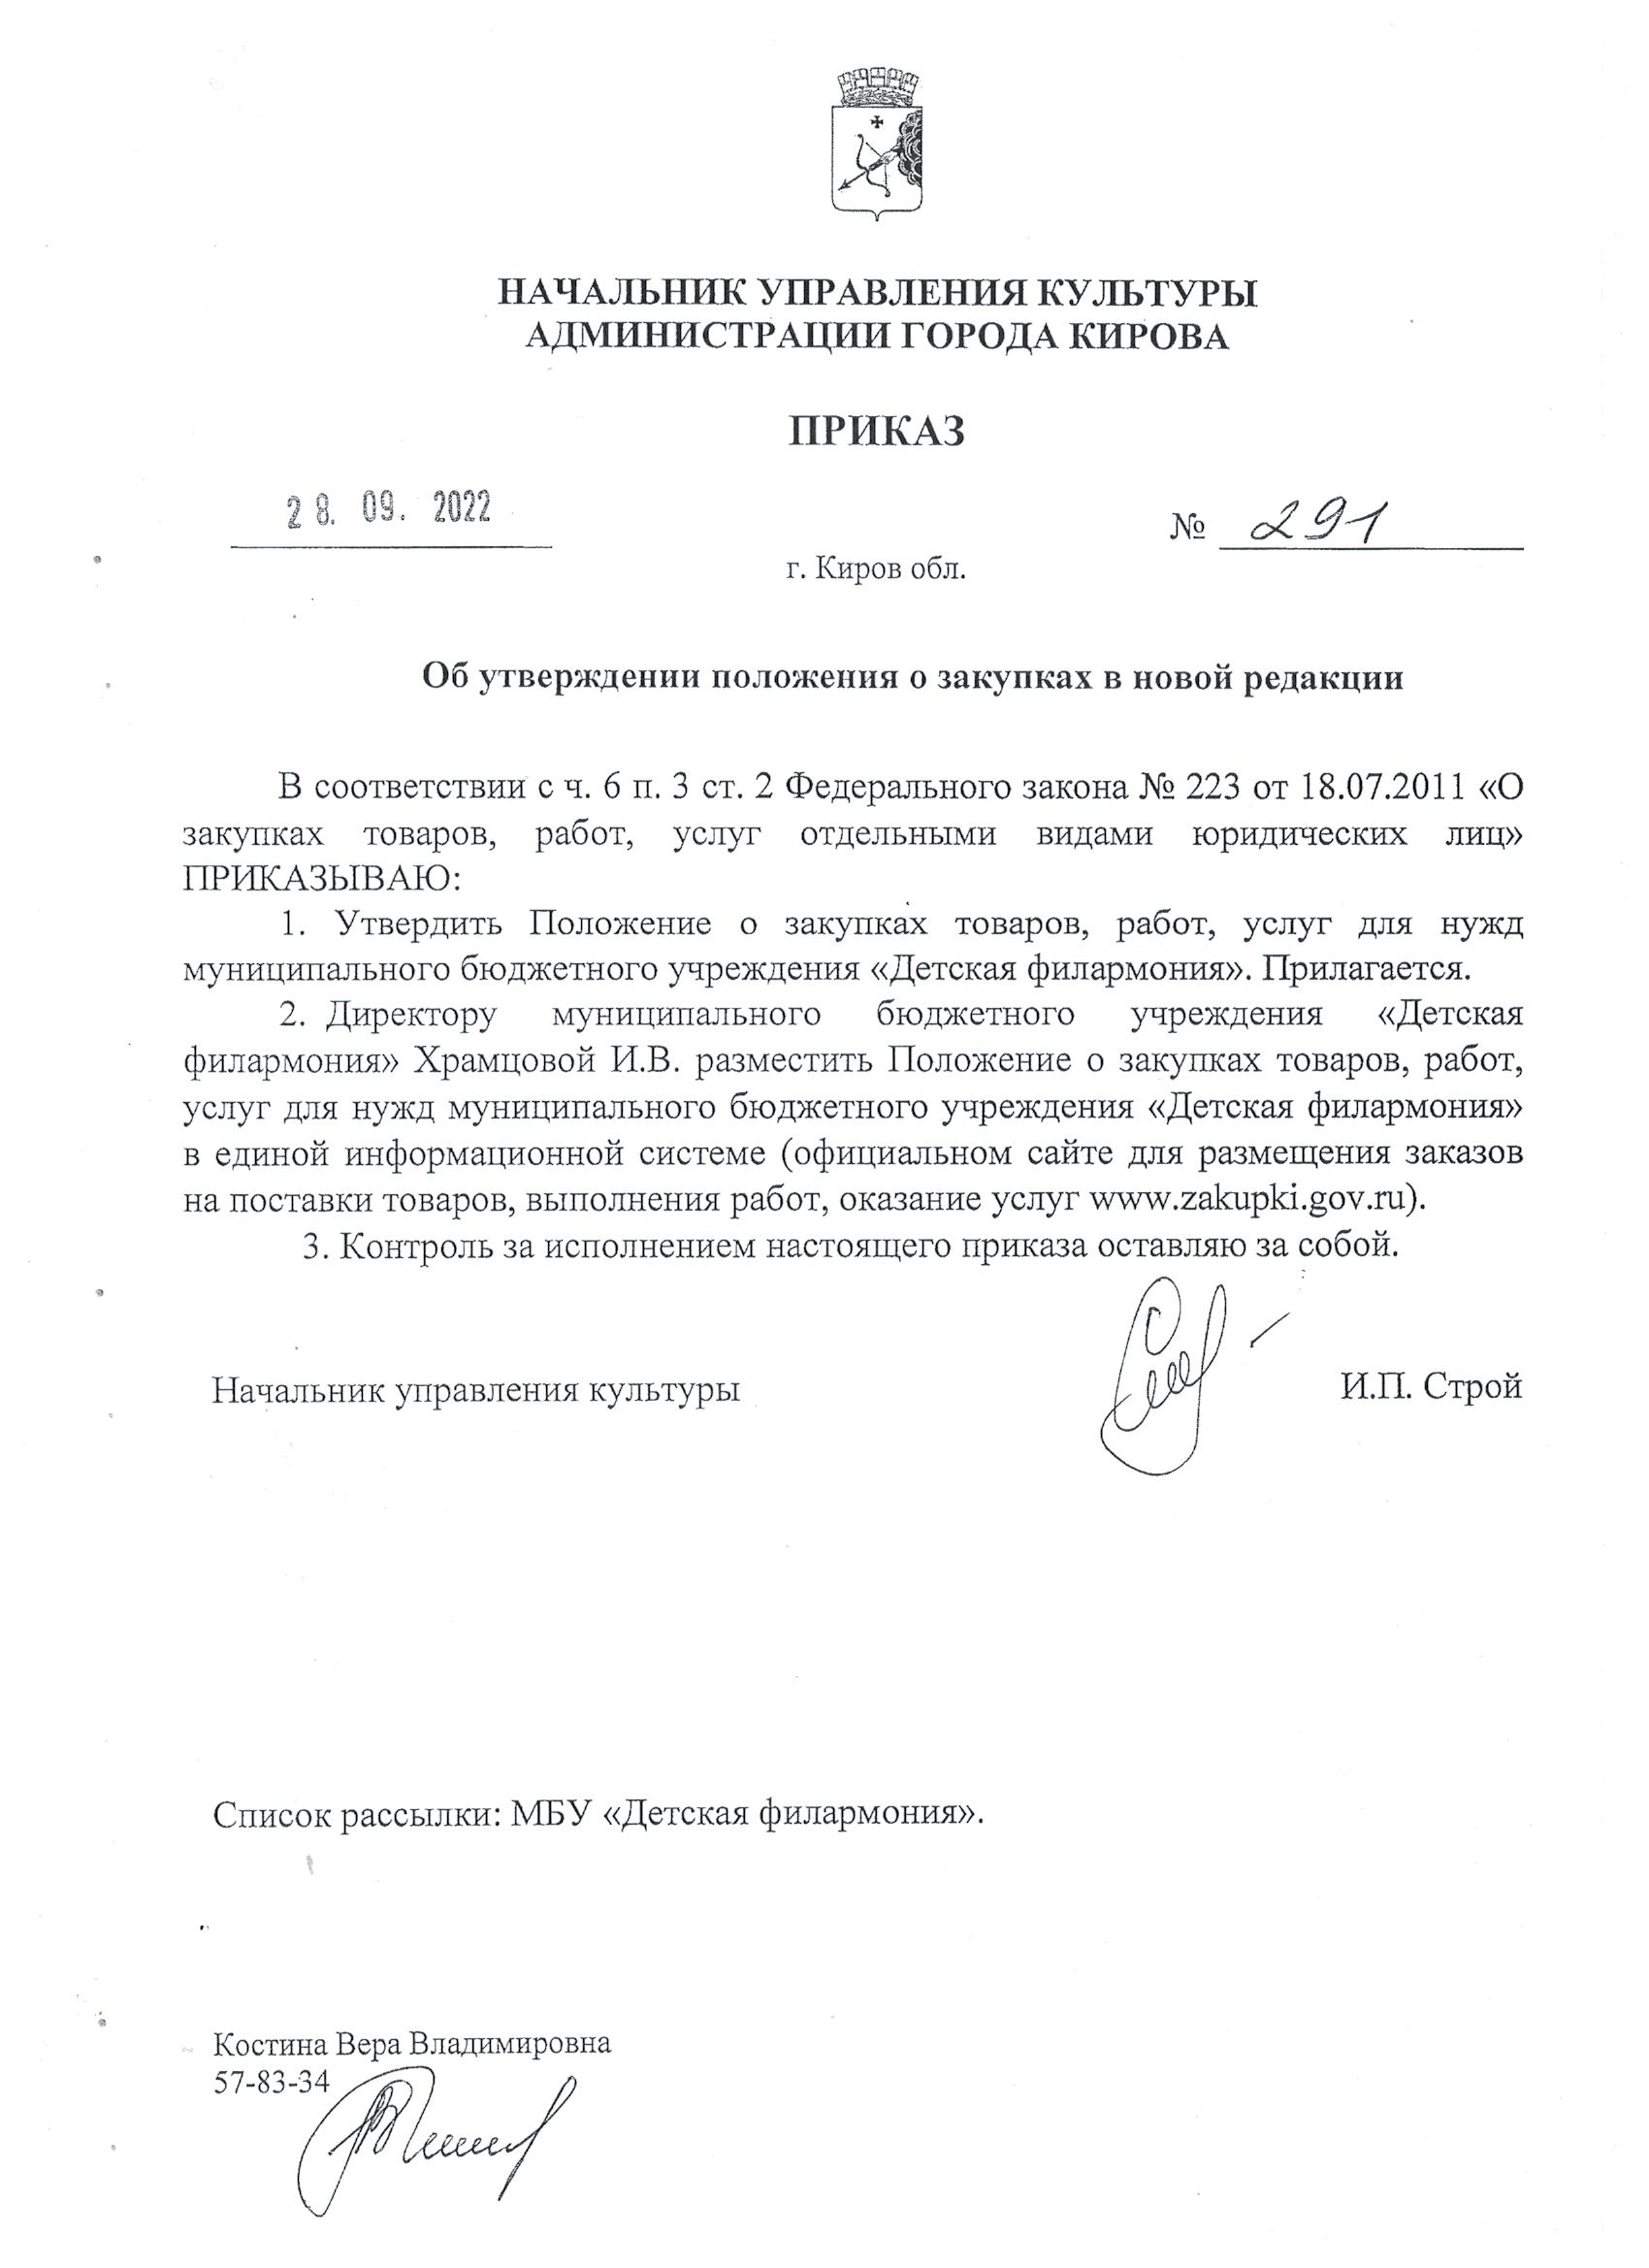 НАЧАЛЬНИК УПРАВЛЕНИЯ КУЛЬТУРЫ
АДМИНИСТРАЦИИ ГОРОДА КИРОВА
ПРИКАЗ
28. 09. 2022
№ 291
г. Киров обл.
Об утверждении положения о закупках в новой редакции
В соответствии с ч. 6 п. 3 ст. 2 Федерального закона № 223 от 18.07.2011 «О
закупках товаров, работ, услуг отдельными видами юридических лиц»
ПРИКАЗЫВАЮ:
1. Утвердить Положение о закупках товаров, работ, услуг для нужд
муниципального бюджетного учреждения «Детская филармония». Прилагается.
2. Директору муниципального бюджетного учреждения «Детская
филармония» Храмцовой И.В. разместить Положение о закупках товаров, работ,
услуг для нужд муниципального бюджетного учреждения «Детская филармония»
в единой информационной системе (официальном сайте для размещения заказов
на поставки товаров, выполнения работ, оказание услуг www.zakupki.gov.ru).
3. Контроль за исполнением настоящего приказа оставляю за собой.
Начальник управления культуры
И.П. Строй
Список рассылки: МБУ «Детская филармония».
Костина Вера Владимировна
57-83-34